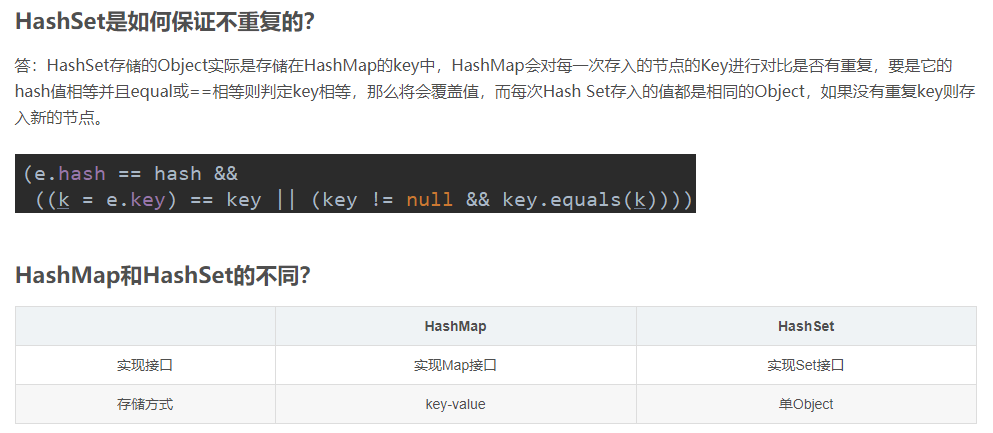 HashSet是如何保证不重复的？
答：HashSet存储的Object实际是存储在HashMap的key中，HashMap会对每一次存入的节点的Key进行对比是否有重复，要是它的
hash值相等并且equal或==相等则判定key相等，那么将会覆盖值，而每次Hash Set存入的值都是相同的Object，如果没有重复key则存
入新的节点。
(e.hash == hash &&
((k = e.key) == key || (key != null && key.equals(k))))
HashMap和HashSet的不同？
HashMap HashSet
实现接口 实现Map接口 实现Set接口
存储方式 key-value 单Object